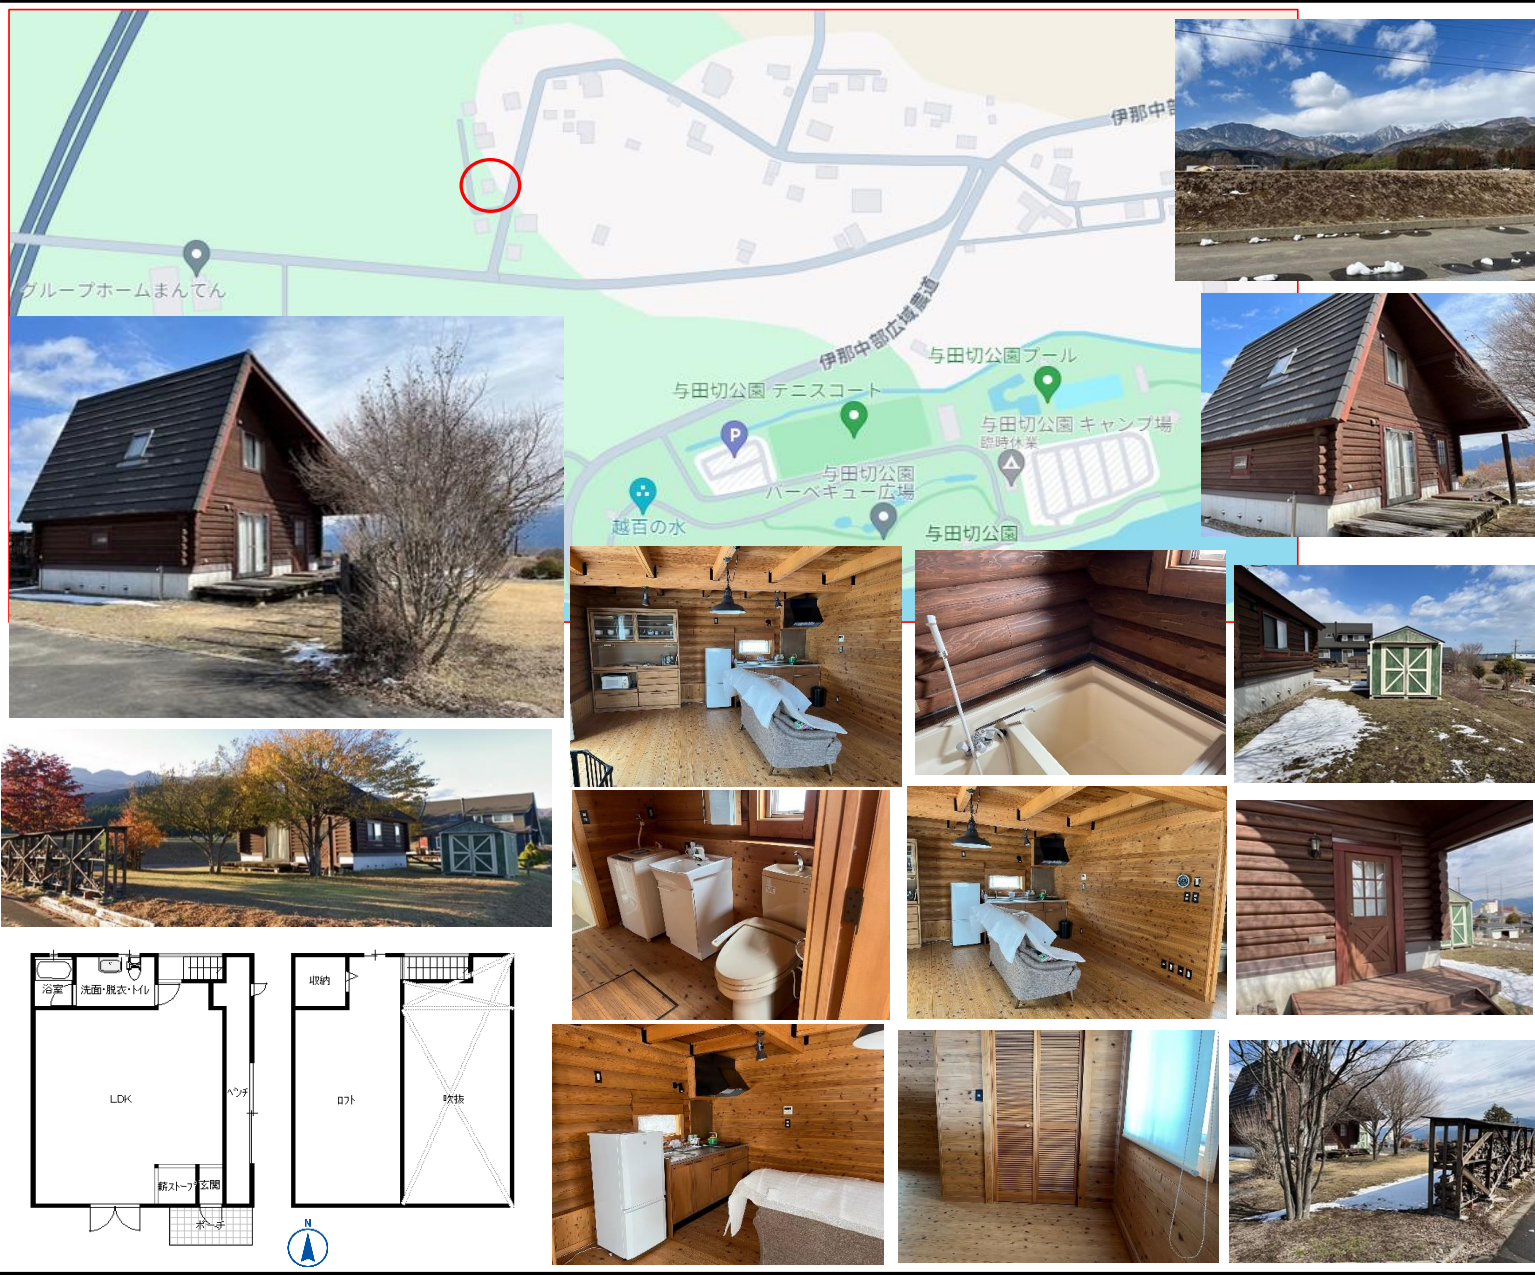 伊那中部
グループホームまんてん
伊那中部広域農道
与田切公園プール
与田切公園 テニスコート
与田切公園 キャンプ場
臨時休業
P
与田切公園
バーベキュー広場
越百の水
与田切公園
浴室
洗面・脱衣・トイレ
LDK
ベンチ
薪ストーブ
玄関
ポーチ
収納
ロフト
吹抜
N